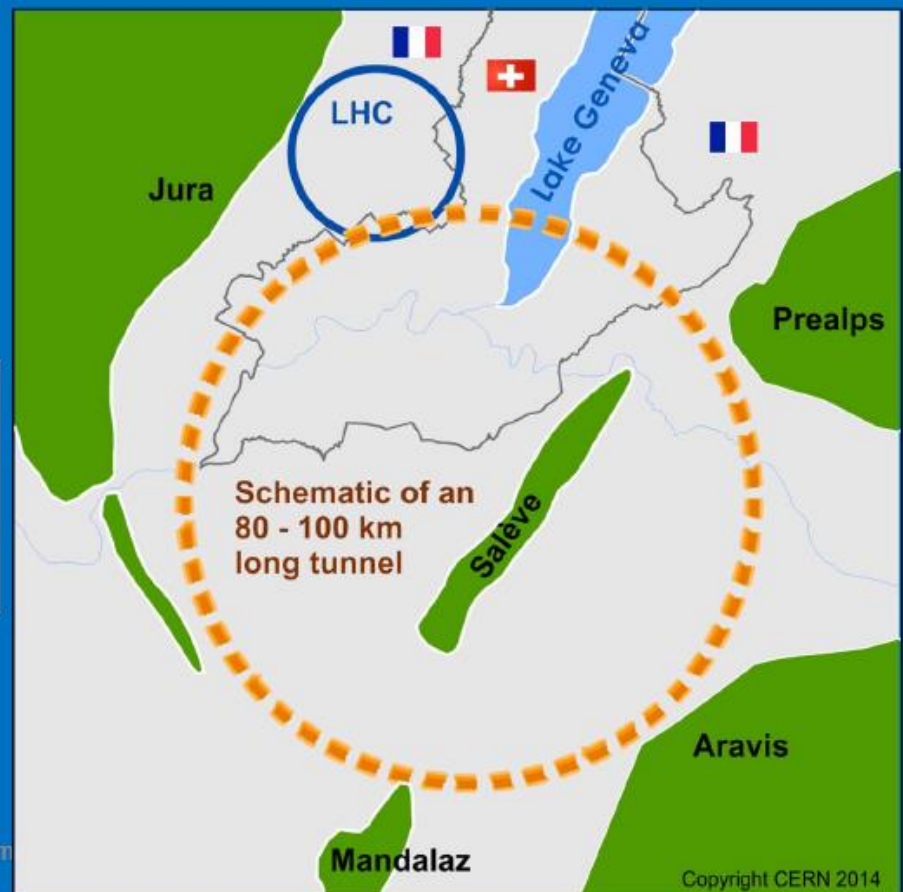 LHC
Lake Geneva
Jura
Prealps
Schematic of an
80 - 100 km
long tunnel
Salève
Aravis
Mandalaz
Copyright CERN 2014